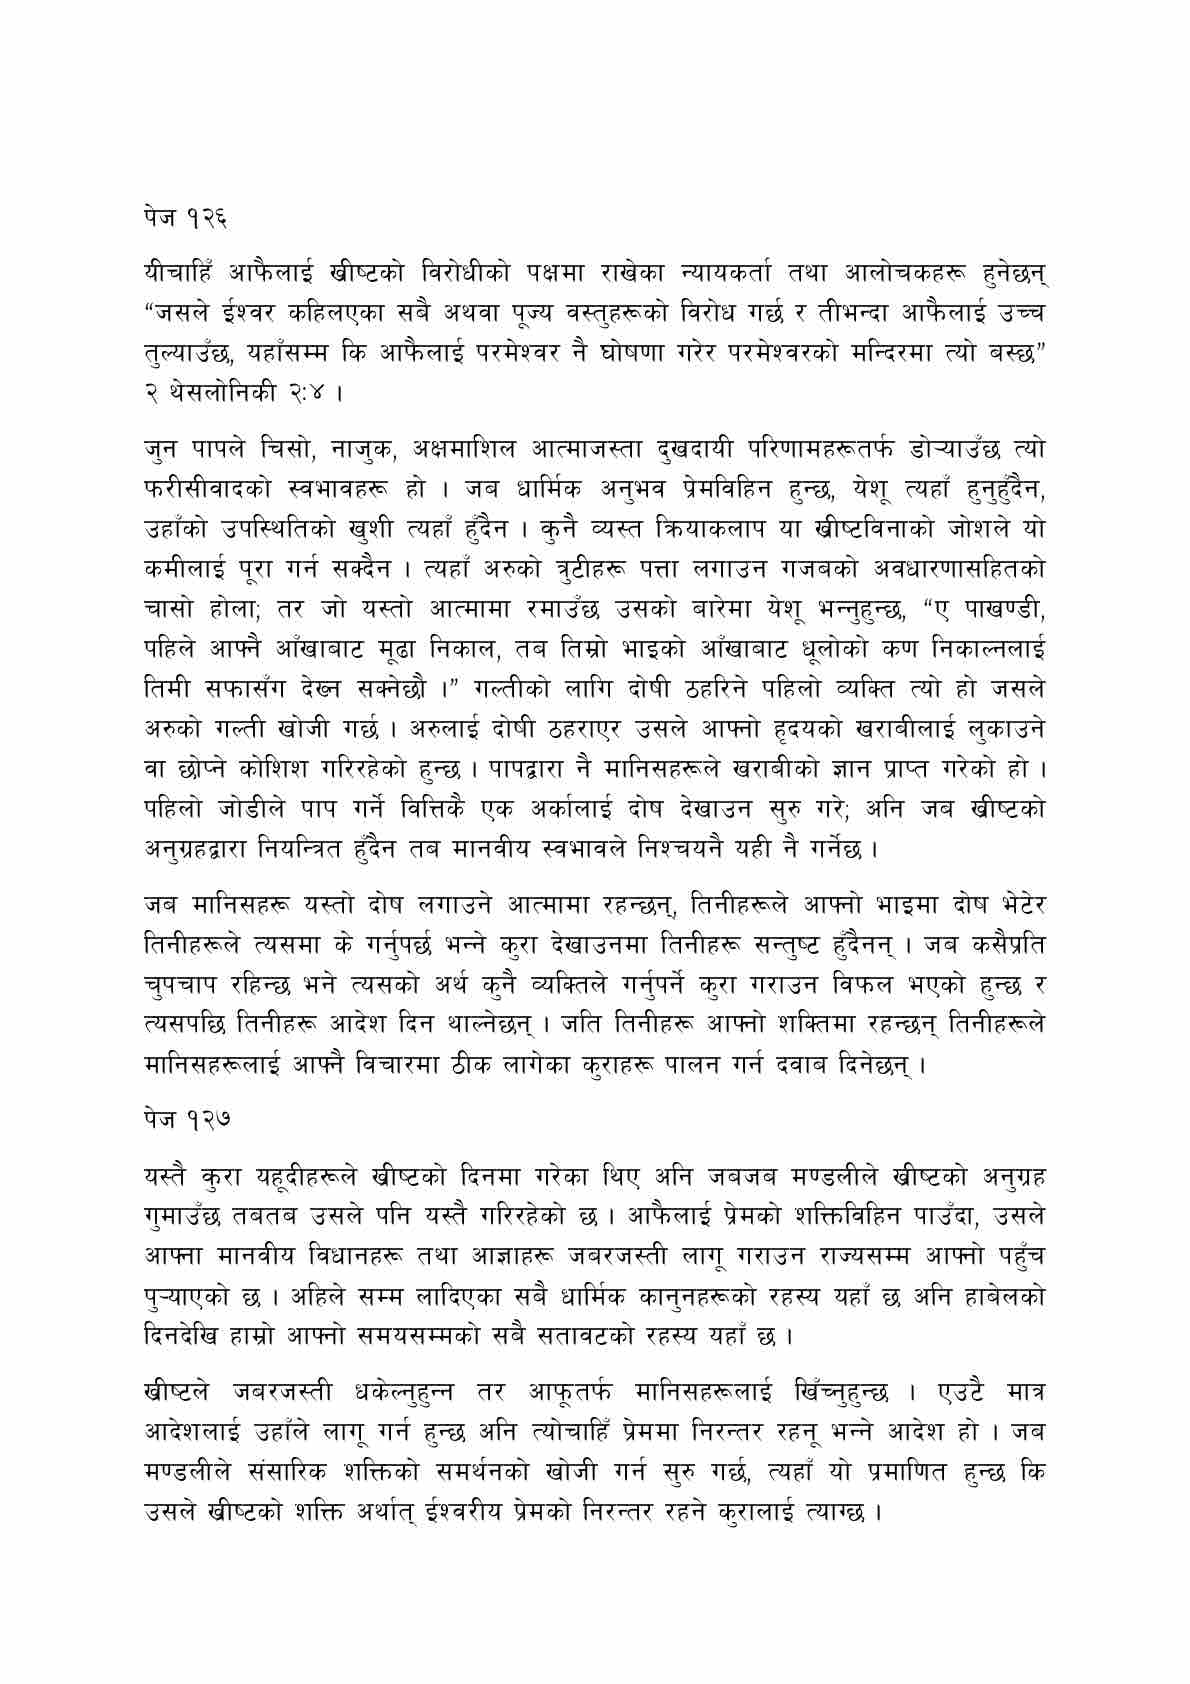 पेज १२६
यीचाहिँ आफैलाई ख्रीष्टको विरोधीको पक्षमा राखेका न्यायकर्ता तथा आलोचकहरू हुनेछन्
“जसले ईश्वर कहिलएका सबै अथवा पूज्य वस्तुहरूको विरोध गर्छ र तीभन्दा आफैलाई उच्च
तुल्याउँछ, यहाँसम्म कि आफैलाई परमेश्वर नै घोषणा गरेर परमेश्वरको मन्दिरमा त्यो बस्छ”
२ थेसलोनिकी २:४ ।
जुन पापले चिसो, नाजुक, अक्षमाशिल आत्माजस्ता दुखदायी परिणामहरूतर्फ डोऱ्याउँछ त्यो
फरीसीवादको स्वभावहरू हो । जब धार्मिक अनुभव प्रेमविहिन हुन्छ, येशू त्यहाँ हुनुहुँदैन,
उहाँको उपस्थितिको खुशी त्यहाँ हुँदैन । कुनै व्यस्त क्रियाकलाप या ख्रीष्टविनाको जोशले यो
कमीलाई पूरा गर्न सक्दैन । त्यहाँ अरुको त्रुटीहरू पत्ता लगाउन गजबको अवधारणासहितको
चासो होला; तर जो यस्तो आत्मामा रमाउँछ उसको बारेमा येशू भन्नुहुन्छ, “ए पाखण्डी,
पहिले आफ्नै आँखाबाट मूढा निकाल, तब तिम्रो भाइको आँखाबाट धूलोको कण निकाल्नलाई
तिमी सफासँग देख्न सक्नेछौ ।” गल्तीको लागि दोषी ठहरिने पहिलो व्यक्ति त्यो हो जसले
अरुको गल्ती खोजी गर्छ । अरुलाई दोषी ठहराएर उसले आफ्नो हृदयको खराबीलाई लुकाउने
वा छोप्ने कोशिश गरिरहेको हुन्छ । पापद्वारा नै मानिसहरूले खराबीको ज्ञान प्राप्त गरेको हो ।
पहिलो जोडीले पाप गर्ने वित्तिकै एक अर्कालाई दोष देखाउन सुरु गरे; अनि जब ख्रीष्टको
अनुग्रहद्वारा नियन्त्रित हुँदैन तब मानवीय स्वभावले निश्चयनै यही नै गर्नेछ ।
जब मानिसहरू यस्तो दोष लगाउने आत्मामा रहन्छन्, तिनीहरूले आफ्नो भाइमा दोष भेटेर
तिनीहरूले त्यसमा के गर्नुपर्छ भन्ने कुरा देखाउनमा तिनीहरू सन्तुष्ट हुँदैनन् । जब कसैप्रति
चुपचाप रहिन्छ भने त्यसको अर्थ कुनै व्यक्तिले गर्नुपर्ने कुरा गराउन विफल भएको हुन्छ र
त्यसपछि तिनीहरू आदेश दिन थाल्नेछन् । जति तिनीहरू आफ्नो शक्तिमा रहन्छन् तिनीहरूले
मानिसहरूलाई आफ्नै विचारमा ठीक लागेका कुराहरू पालन गर्न दवाब दिनेछन् ।
पेज १२७
यस्तै कुरा यहूदीहरूले ख्रीष्टको दिनमा गरेका थिए अनि जबजब मण्डलीले ख्रीष्टको अनुग्रह
गुमाउँछ तबतब उसले पनि यस्तै गरिरहेको छ । आफैलाई प्रेमको शक्तिविहिन पाउँदा, उसले
आफ्ना मानवीय विधानहरू तथा आज्ञाहरू जबरजस्ती लागू गराउन राज्यसम्म आफ्नो पहुँच
पुऱ्याएको छ । अहिले सम्म लादिएका सबै धार्मिक कानुनहरूको रहस्य यहाँ छ अनि हाबेलको
दिनदेखि हाम्रो आफ्नो समयसम्मको सबै सतावटको रहस्य यहाँ छ ।
ख्रीष्टले जबरजस्ती धकेल्नुहुन्न तर आफूतर्फ मानिसहरूलाई खिँच्नुहुन्छ । एउटै मात्र
आदेशलाई उहाँले लागू गर्न हुन्छ अनि त्योचाहिँ प्रेममा निरन्तर रहनू भन्ने आदेश हो । जब
मण्डलीले संसारिक शक्तिको समर्थनको खोजी गर्न सुरु गर्छ, त्यहाँ यो प्रमाणित हुन्छ कि
उसले ख्रीष्टको शक्ति अर्थात् ईश्वरीय प्रेमको निरन्तर रहने कुरालाई त्याग्छ ।